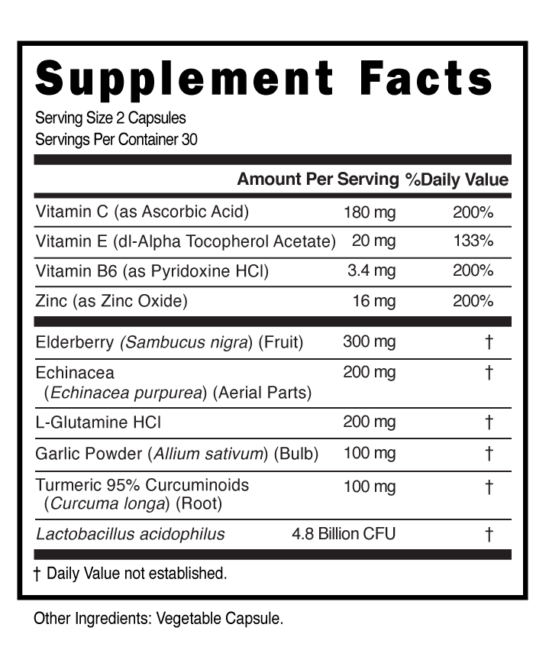 Supplement Facts
Serving Size 2 Capsules
Servings Per Container 30
Amount Per Serving %Daily Value
Vitamin C (as Ascorbic Acid) 180 mg 200%
Vitamin E (dl-Alpha Tocopherol Acetate) 20 mg 133%
Vitamin B6 (as Pyridoxine HCl) 3.4 mg 200%
Zinc (as Zinc Oxide) 16 mg 200%
Elderberry (Sambucus nigra) (Fruit) 300 mg †
Echinacea 200 mg †
(Echinacea purpurea) (Aerial Parts)
L-Glutamine HCl 200 mg †
Garlic Powder (Allium sativum) (Bulb) 100 mg †
Turmeric 95% Curcuminoids 100 mg †
(Curcuma longa) (Root)
Lactobacillus acidophilus 4.8 Billion CFU †
† Daily Value not established.
Other Ingredients: Vegetable Capsule.